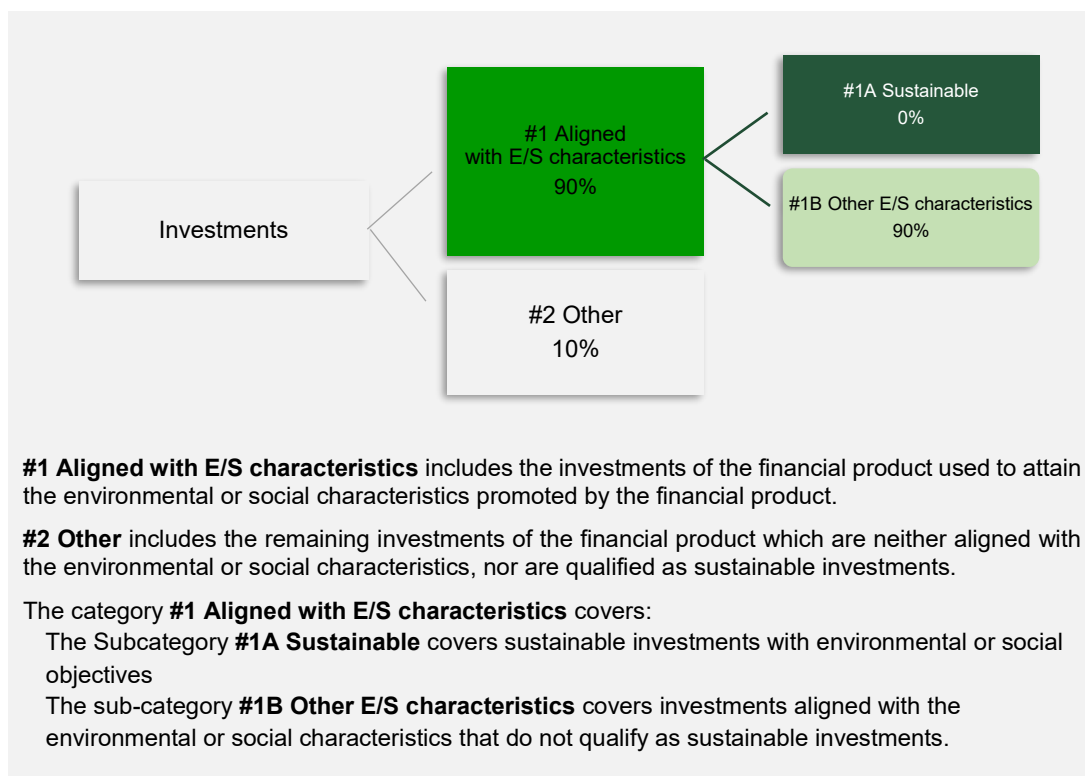 #1A Sustainable
0%
#1 Aligned
with E/S characteristics
90%
#1B Other E/S characteristics
90%
Investments
#2 Other
10%
#1 Aligned with E/S characteristics includes the investments of the financial product used to attain
the environmental or social characteristics promoted by the financial product.
#2 Other includes the remaining investments of the financial product which are neither aligned with
the environmental or social characteristics, nor are qualified as sustainable investments.
The category #1 Aligned with E/S characteristics covers:
The Subcategory #1A Sustainable covers sustainable investments with environmental or social
objectives
The sub-category #1B Other E/S characteristics covers investments aligned with the
environmental or social characteristics that do not qualify as sustainable investments.